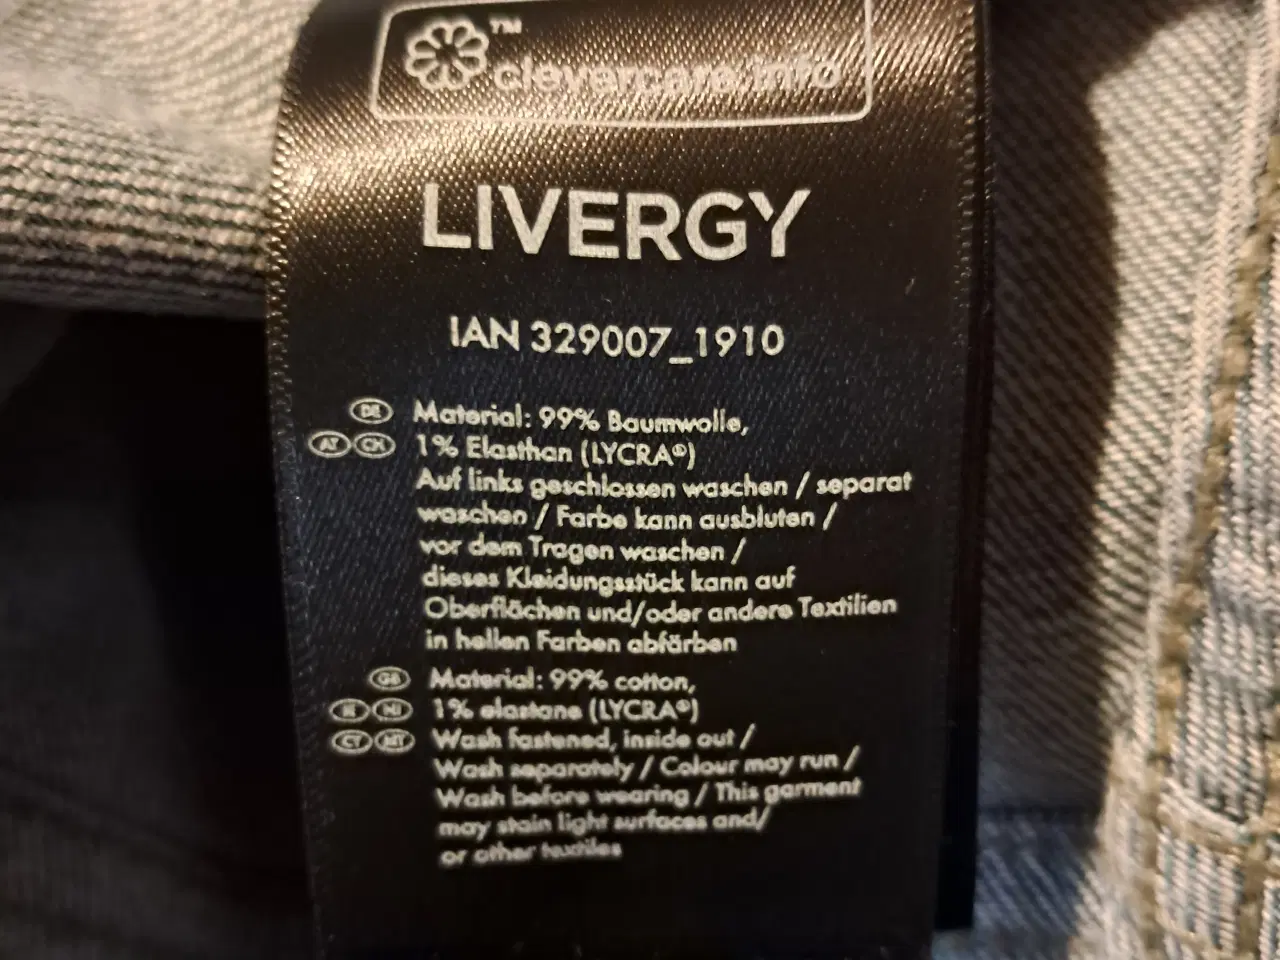 ™
clevercare.info
LIVERGY
IAN 329007_1910
DE Material: 99% Baumwolle,
AT CH 1% Elasthan (LYCRA®)
Auf links geschlossen waschen / separat
waschen / Farbe kann ausbluten /
vor dem Tragen waschen /
dieses Kleidungsstück kann auf
Oberflächen und/oder andere Textilien
in hellen Farben abfärben
GB Material: 99% cotton,
IE NI 1% elastane (LYCRA®)
CY MT Wash fastened, inside out /
Wash separately / Colour may run /
Wash before wearing / This garment
may stain light surfaces and/
or other textiles